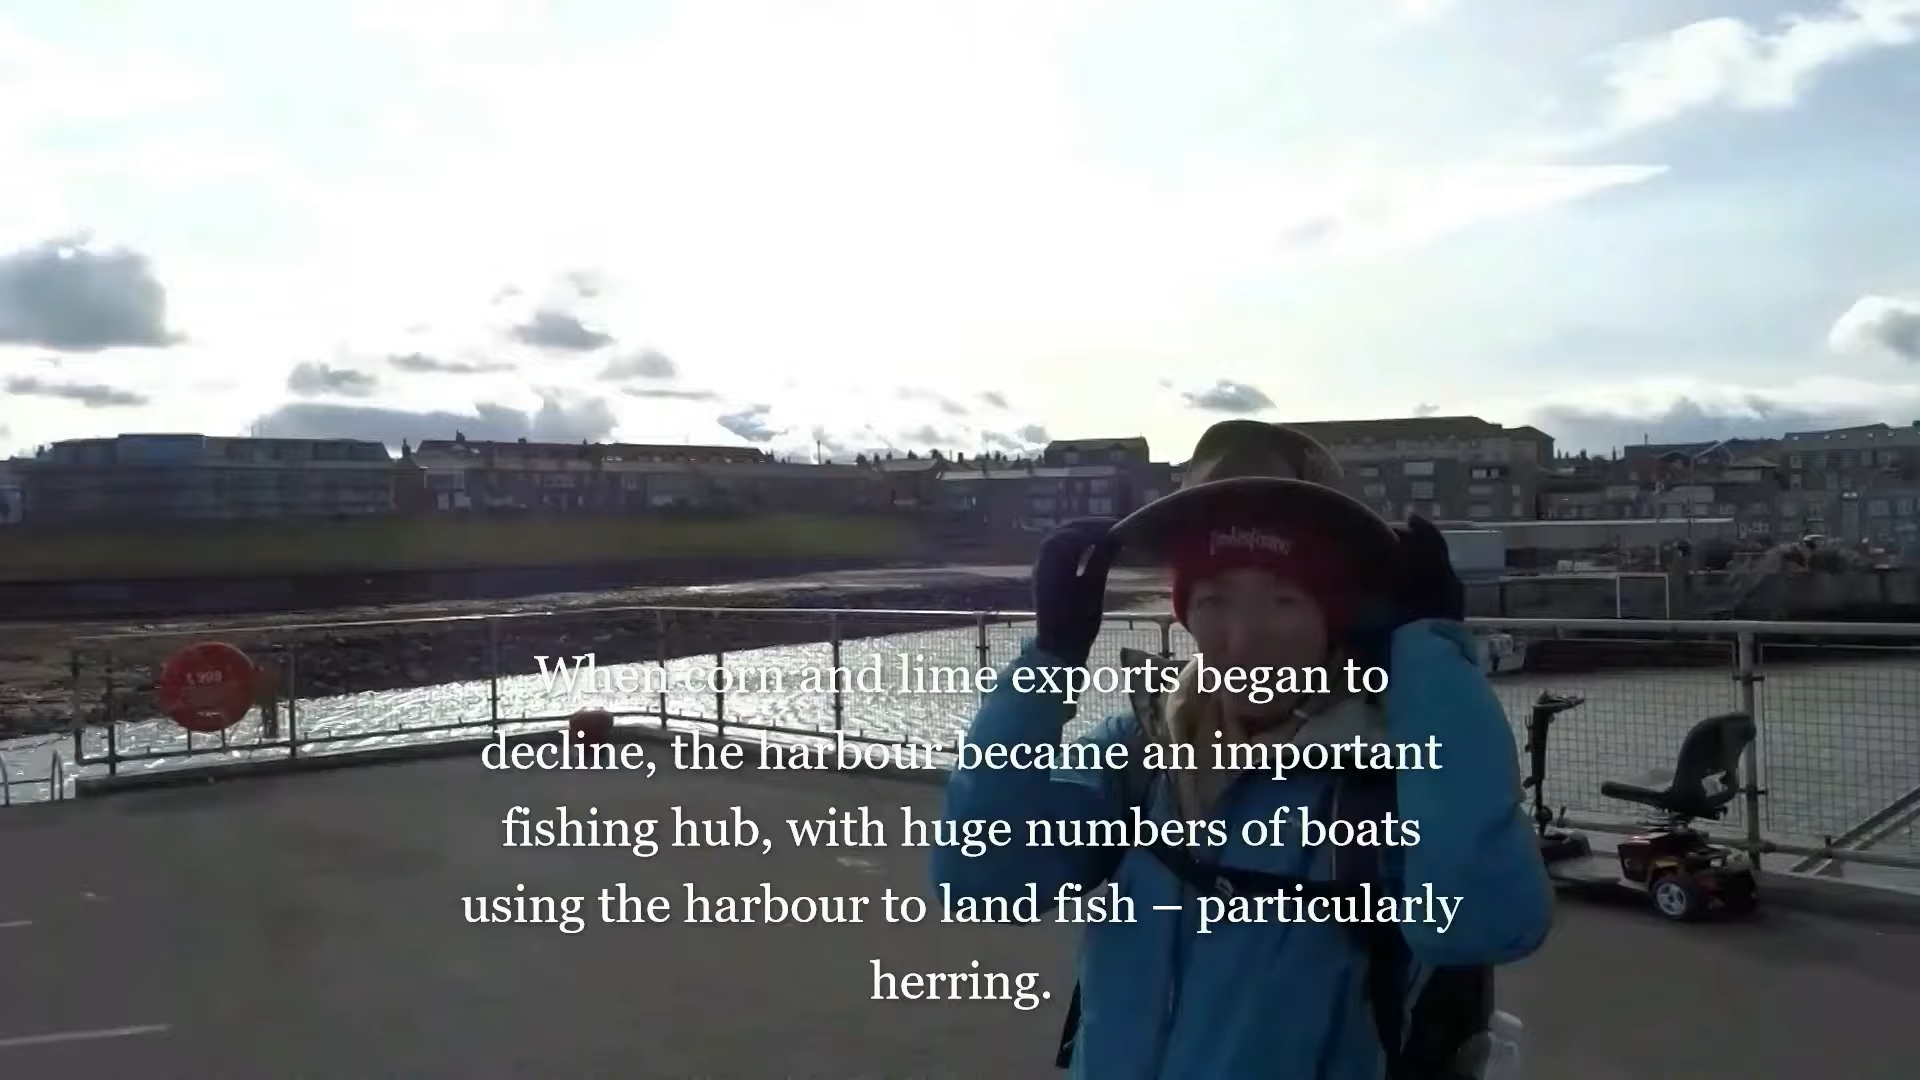 When corn and lime exports began to
decline, the harbour became an important
fishing hub, with huge numbers of boats
using the harbour to land fish – particularly
herring.